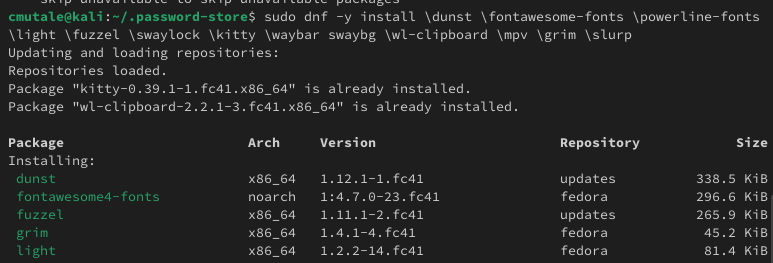 skip unavailable to skip unavailable packages
cmutale@kali:~/.password-store$ sudo dnf -y install \dunst \fontawesome-fonts \powerline-fonts
\light \fuzzel \swaylock \kitty \waybar swaybg \wl-clipboard \mpv \grim \slurp
Updating and loading repositories:
Repositories loaded.
Package "kitty-0.39.1-1.fc41.x86_64" is already installed.
Package "wl-clipboard-2.2.1-3.fc41.x86_64" is already installed.
Package Arch Version Repository Size
Installing:
dunst x86_64 1.12.1-1.fc41 updates 338.5 KiB
fontawesome4-fonts noarch 1:4.7.0-23.fc41 fedora 296.6 KiB
fuzzel x86_64 1.11.1-2.fc41 updates 265.9 KiB
grim x86_64 1.4.1-4.fc41 fedora 45.2 KiB
light x86_64 1.2.2-14.fc41 fedora 81.4 KiB